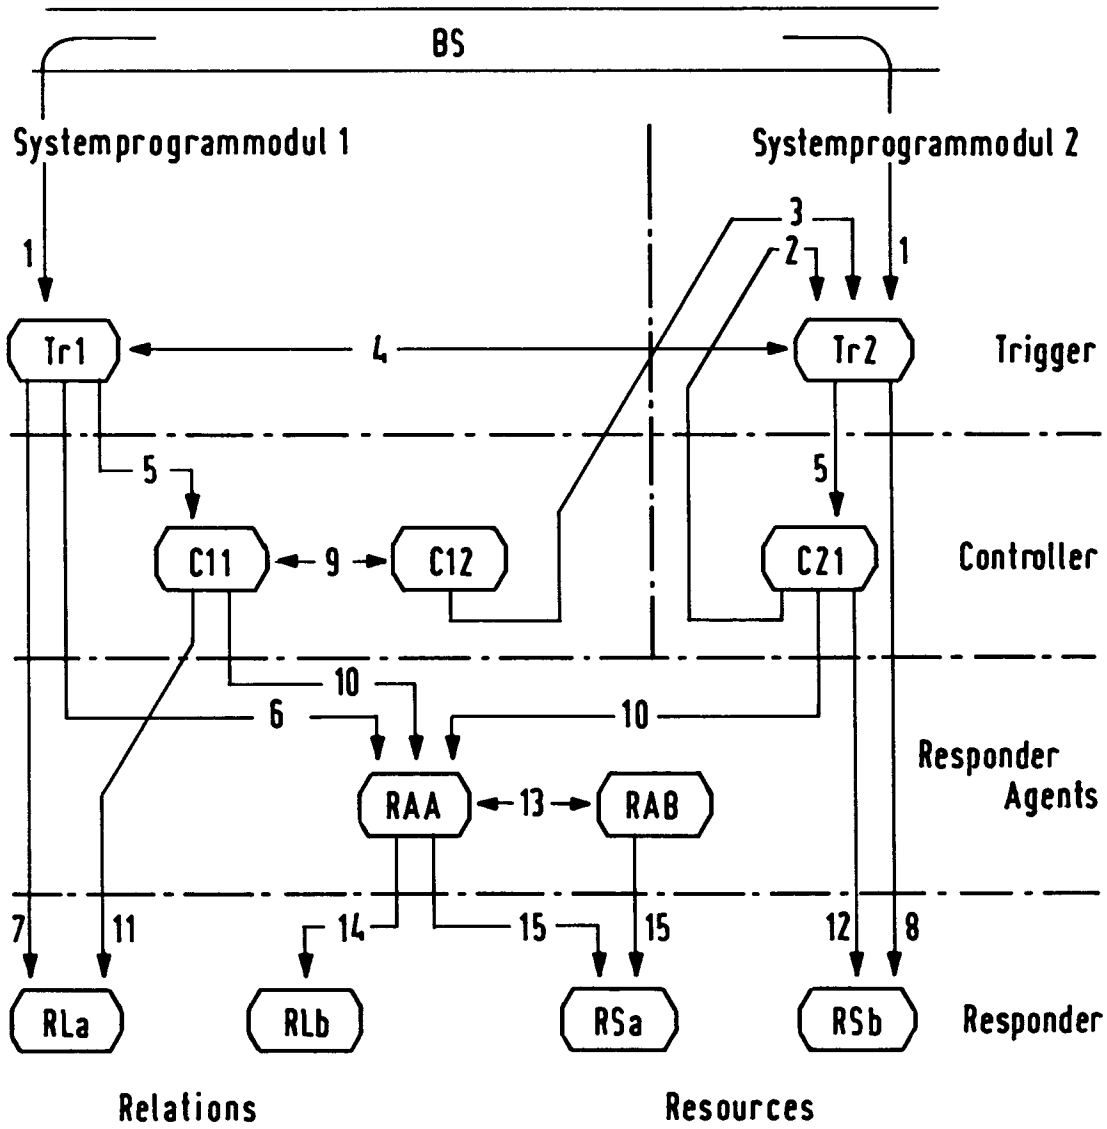 BS
Systemprogrammodul 1
Systemprogrammodul 2
3
1
2
1
Tr1
4
Tr2
Trigger
5
5
C11
9
C12
C21
Controller
10
6
10
Responder
Agents
RAA
13
RAB
7
11
14
15
15
12
8
RLa
RLb
RSa
RSb
Responder
Relations
Resources